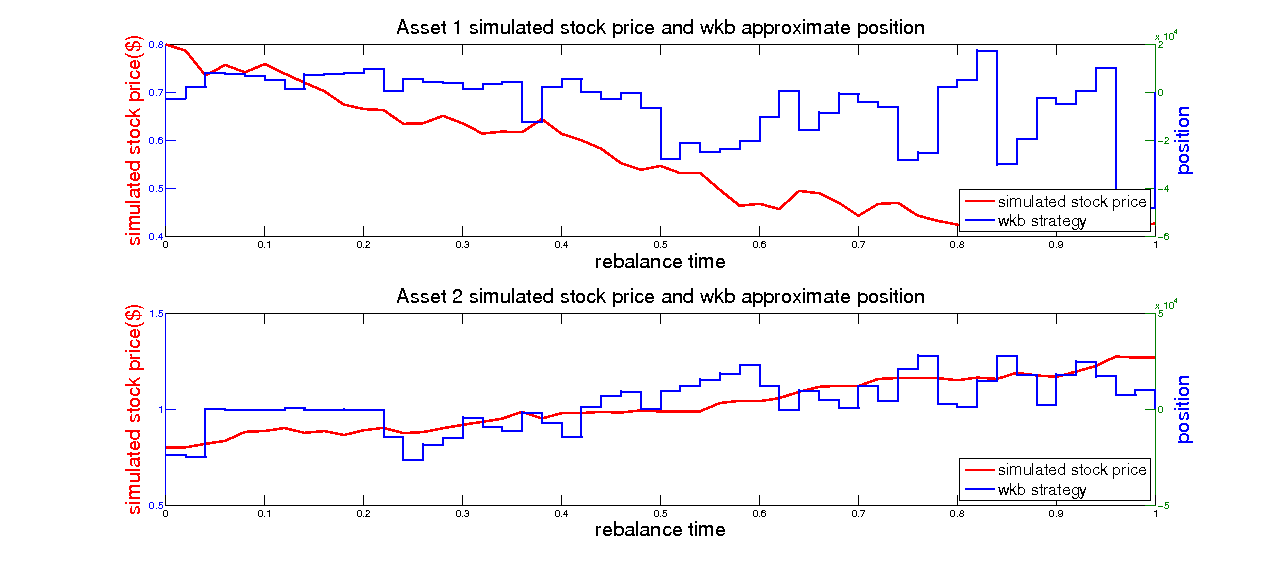 Asset 1 simulated stock price and wkb approximate position
x 10^4
simulated stock price($)
0.8
0.7
0.6
0.5
0.4
2
0
−2
−4
−6
position
simulated stock price
wkb strategy
0 0.1 0.2 0.3 0.4 0.5 0.6 0.7 0.8 0.9 1
rebalance time
Asset 2 simulated stock price and wkb approximate position
x 10^4
simulated stock price($)
1.5
1
0.5
5
0
−5
position
simulated stock price
wkb strategy
0 0.1 0.2 0.3 0.4 0.5 0.6 0.7 0.8 0.9 1
rebalance time